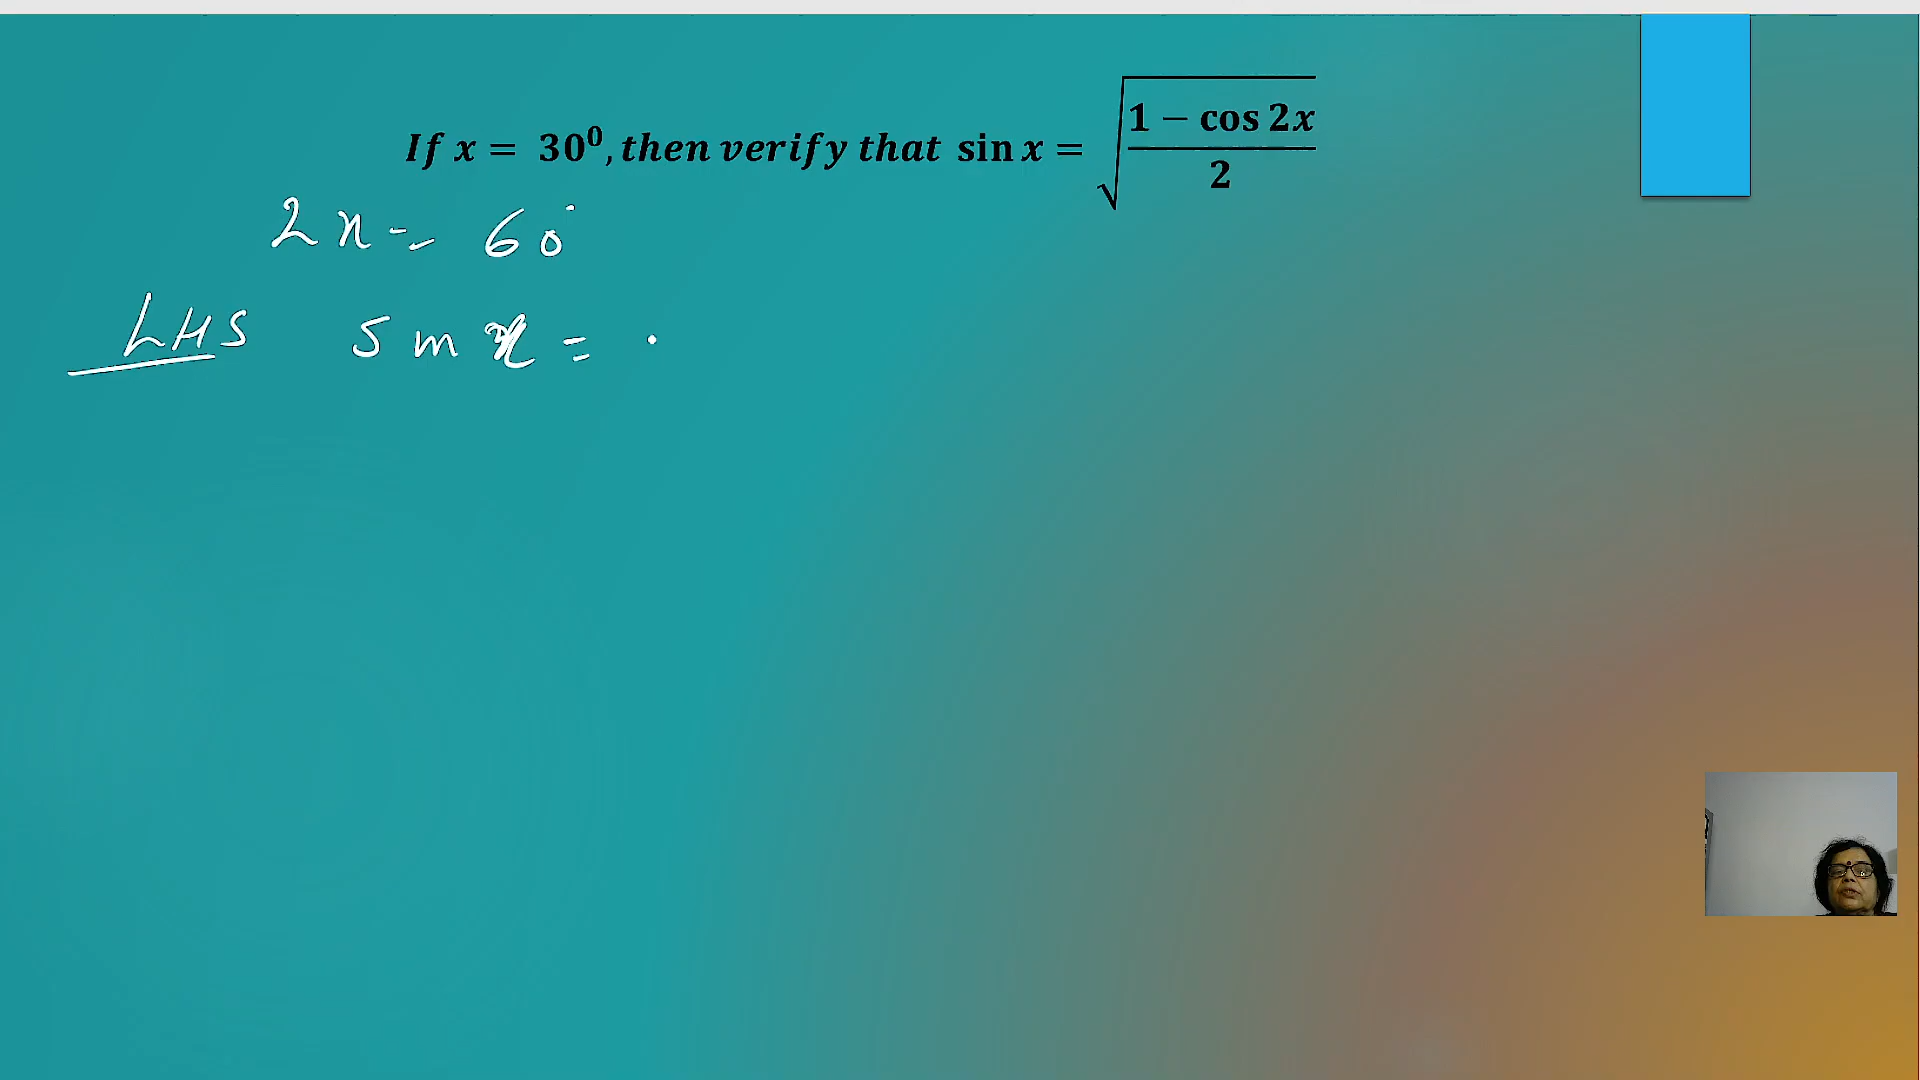 If x = 30⁰, then verify that sin x = √((1 − cos 2x)/2)
2x = 60°
LHS sin x =